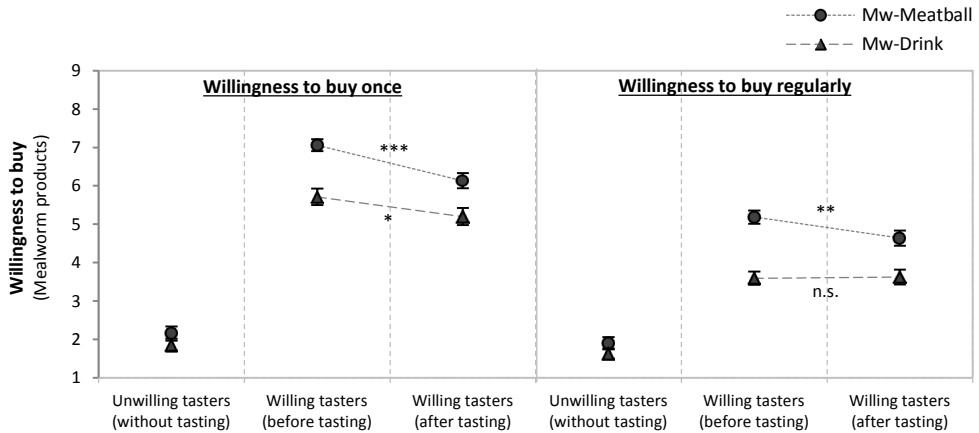 Mw-Meatball
Mw-Drink
Willingness to buy
(Mealworm products)
9
8
7
6
5
4
3
2
1
Willingness to buy once
Willingness to buy regularly
***
*
**
n.s.
Unwilling tasters
(without tasting)
Willing tasters
(before tasting)
Willing tasters
(after tasting)
Unwilling tasters
(without tasting)
Willing tasters
(before tasting)
Willing tasters
(after tasting)